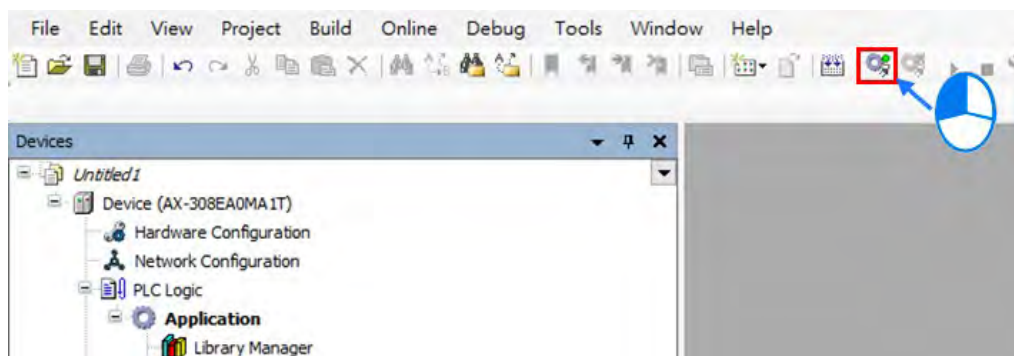 File Edit View Project Build Online Debug Tools Window Help
Devices
Untitled1
Device (AX-308EA0MA1T)
Hardware Configuration
Network Configuration
PLC Logic
Application
Library Manager